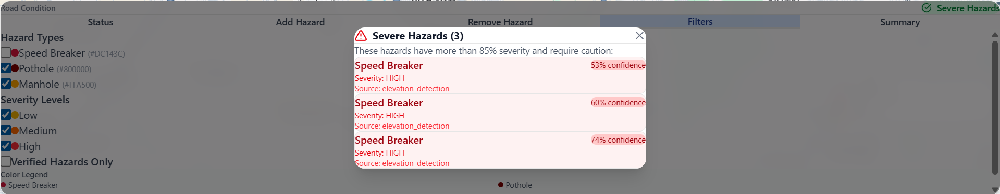 Road Condition
Severe Hazards
Status Add Hazard Remove Hazard Filters Summary
Hazard Types
Speed Breaker (#DC143C)
Pothole (#800000)
Manhole (#FFA500)
Severity Levels
Low
Medium
High
Verified Hazards Only
Color Legend
Speed Breaker Pothole
Severe Hazards (3)
These hazards have more than 85% severity and require caution:
Speed Breaker 53% confidence
Severity: HIGH
Source: elevation_detection
Speed Breaker 60% confidence
Severity: HIGH
Source: elevation_detection
Speed Breaker 74% confidence
Severity: HIGH
Source: elevation_detection